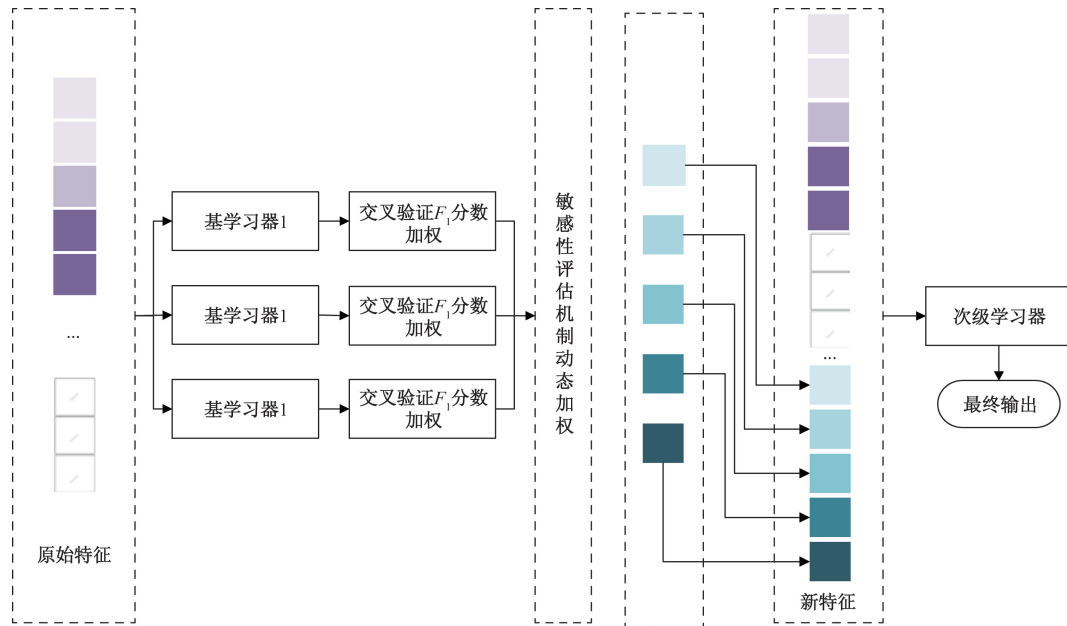 ...
原始特征
基学习器1
交叉验证F1分数
加权
基学习器1
交叉验证F1分数
加权
基学习器1
交叉验证F1分数
加权
敏感性评估机制动态加权
...
新特征
次级学习器
最终输出